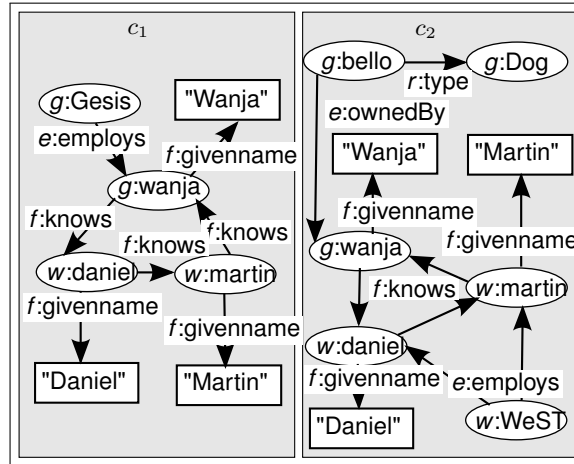 c1
g:Gesis
"Wanja"
e:employs
f:givenname
g:wanja
f:knows
f:knows
f:knows
w:daniel
w:martin
f:givenname
f:givenname
"Daniel"
"Martin"
c2
g:bello
g:Dog
r:type
e:ownedBy
"Wanja"
"Martin"
f:givenname
f:givenname
g:wanja
f:knows
w:martin
w:daniel
f:givenname
e:employs
"Daniel"
w:WeST